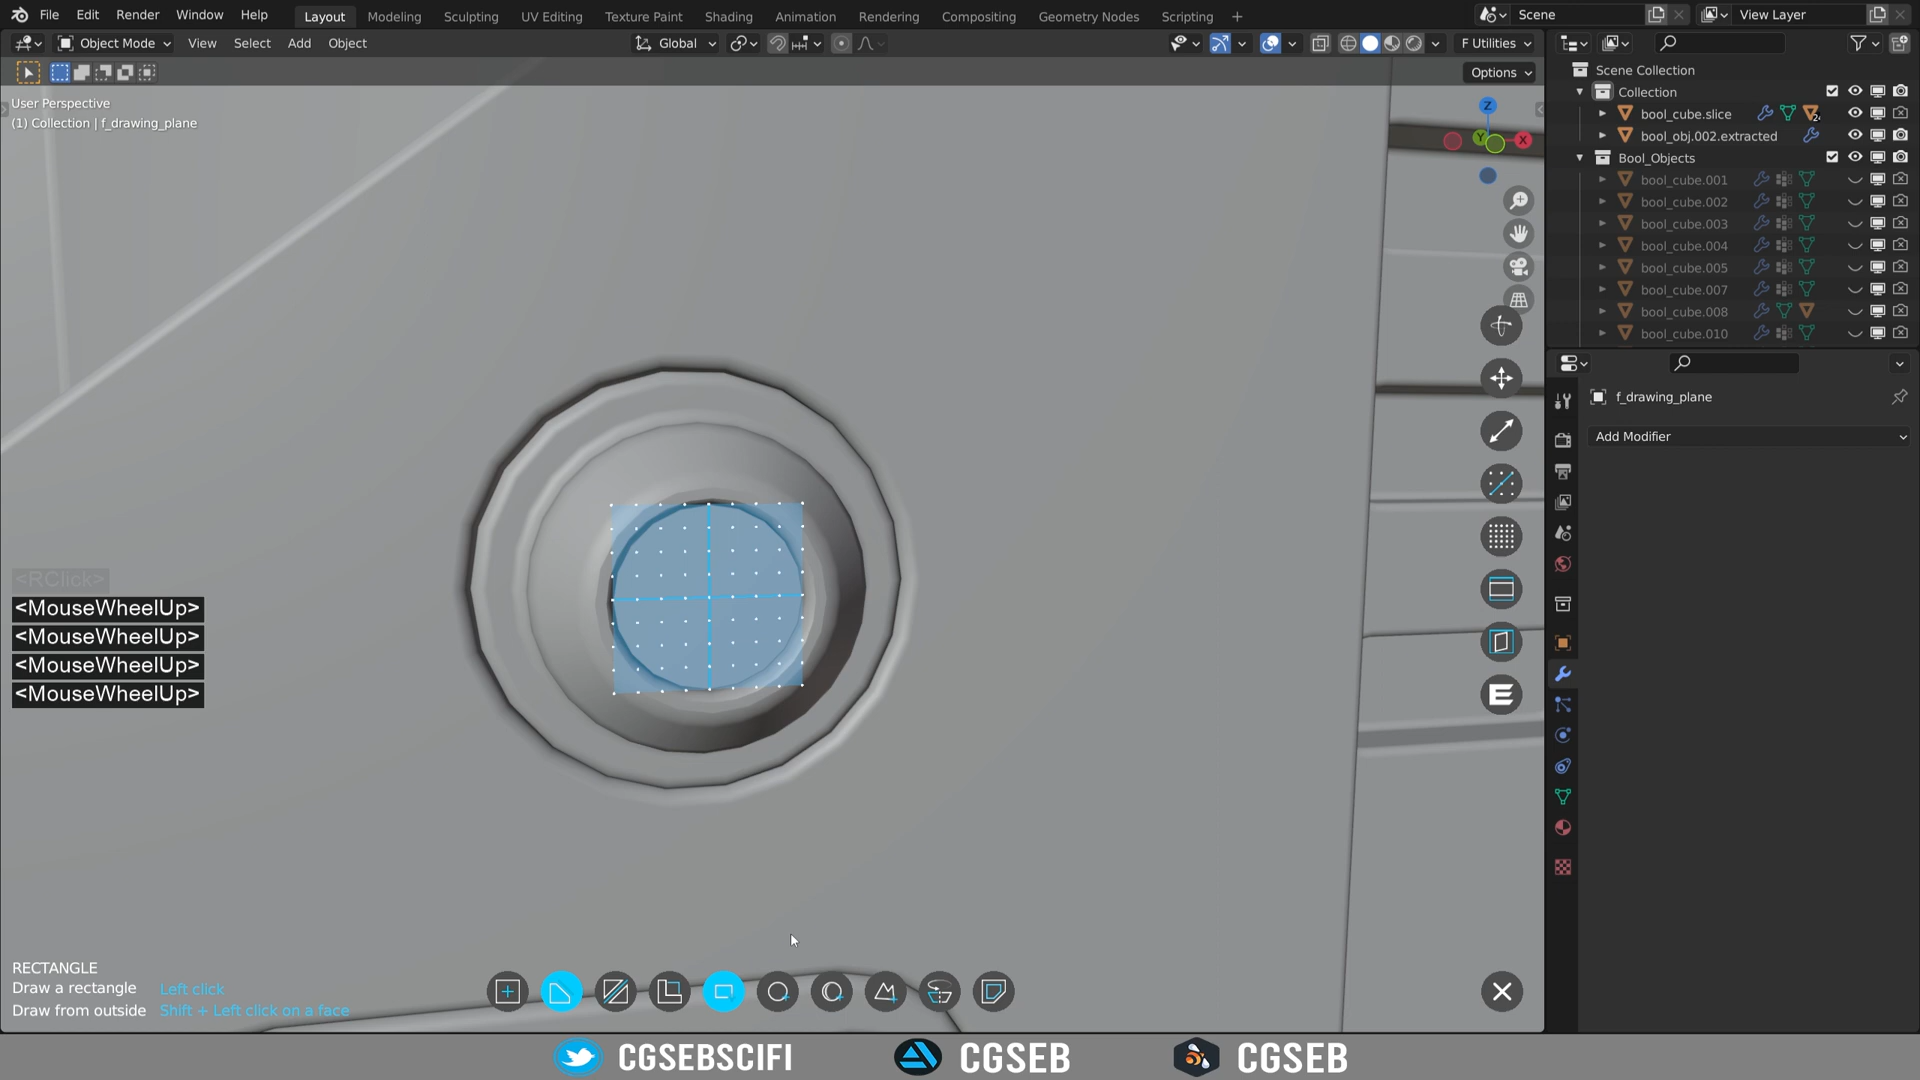 File Edit Render Window Help Layout Modeling Sculpting UV Editing Texture Paint Shading Animation Rendering Compositing Geometry Nodes Scripting + Scene View Layer
Object Mode View Select Add Object Global F Utilities
Options
User Perspective
(1) Collection | f_drawing_plane
Z
Y X
Scene Collection
Collection
bool_cube.slice
bool_obj.002.extracted
Bool_Objects
bool_cube.001
bool_cube.002
bool_cube.003
bool_cube.004
bool_cube.005
bool_cube.007
bool_cube.008
bool_cube.010
f_drawing_plane
Add Modifier
<RClick>
<MouseWheelUp>
<MouseWheelUp>
<MouseWheelUp>
<MouseWheelUp>
RECTANGLE
Draw a rectangle Left click
Draw from outside Shift + Left click on a face
CGSEBSCIFI CGSEB CGSEB